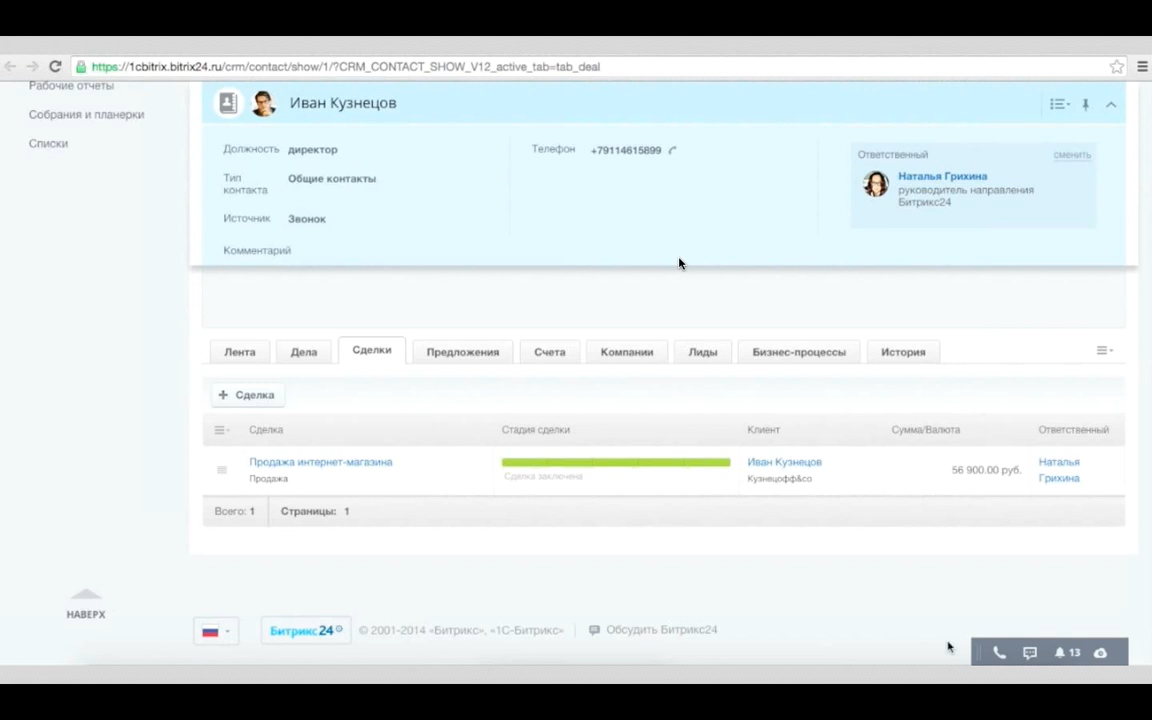 https://1cbitrix.bitrix24.ru/crm/contact/show/1/?CRM_CONTACT_SHOW_V12_active_tab=tab_deal
Рабочие отчеты
Собрания и планерки
Списки
Иван Кузнецов
Должность директор
Тип контакта Общие контакты
Источник Звонок
Комментарий
Телефон +79114615899
Ответственный сменить
Наталья Грихина
руководитель направления
Битрикс24
Лента Дела Сделки Предложения Счета Компании Лиды Бизнес-процессы История
+ Сделка
Сделка Стадия сделки Клиент Сумма/Валюта Ответственный
Продажа интернет-магазина Иван Кузнецов 56 900.00 руб. Наталья Грихина
Продажа Сделка заключена Кузнецофф&co
Всего: 1 Страницы: 1
НАВЕРХ
Битрикс24 © 2001-2014 «Битрикс», «1С-Битрикс» Обсудить Битрикс24
13